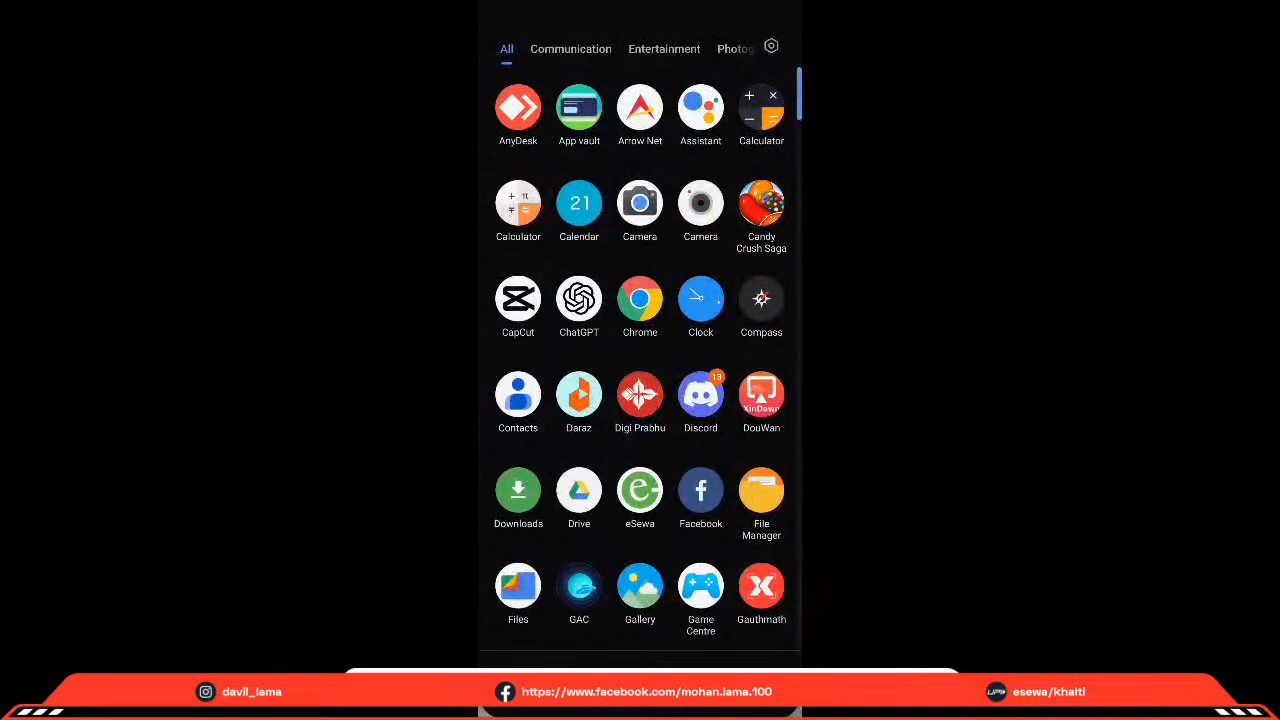 All Communication Entertainment Photog
AnyDesk App vault Arrow Net Assistant Calculator
21
Calculator Calendar Camera Camera Candy
Crush Saga
CapCut ChatGPT Chrome Clock Compass
13
XinDawn
Contacts Daraz Digi Prabhu Discord DouWan
Downloads Drive eSewa Facebook File
Manager
Files GAC Gallery Game Gauthmath
Centre
davil_lama https://www.facebook.com/mohan.lama.100 UPI esewa/khalti